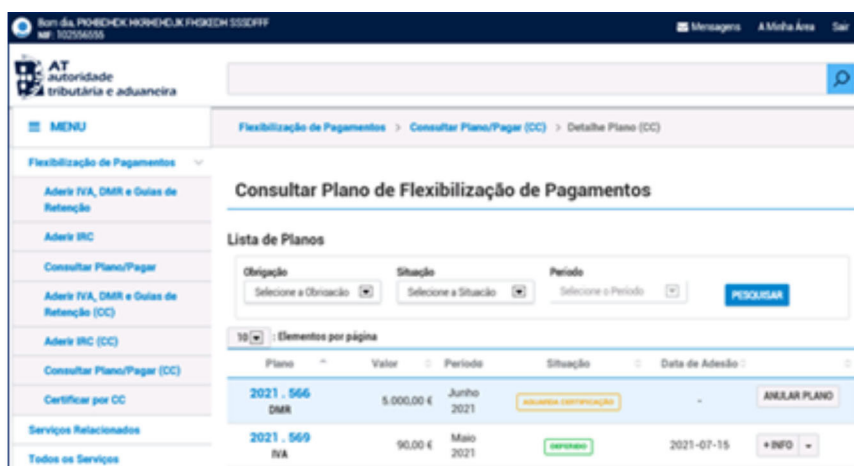 Bom dia,
NIF: 102556555
Mensagens A Minha Área Sair
AT
autoridade
tributária e aduaneira
MENU
Flexibilização de Pagamentos > Consultar Plano/Pagar (CC) > Detalhe Plano (CC)
Flexibilização de Pagamentos
Aderir IVA, DMR e Guias de
Retenção
Aderir IRC
Consultar Plano/Pagar
Aderir IVA, DMR e Guias de
Retenção (CC)
Aderir IRC (CC)
Consultar Plano/Pagar (CC)
Certificar por CC
Serviços Relacionados
Todos os Serviços
Consultar Plano de Flexibilização de Pagamentos
Lista de Planos
Obrigação Situação Período
Selecione a Obrigação Selecione a Situação Selecione o Período PESQUISAR
10 : Elementos por página
Plano Valor Período Situação Data de Adesão
2021 . 566 5.000,00 € Junho 2021 AGUARDA CERTIFICAÇÃO - ANULAR PLANO
DMR
2021 . 569 90,00 € Maio 2021 DEFERIDO 2021-07-15 + INFO
IVA